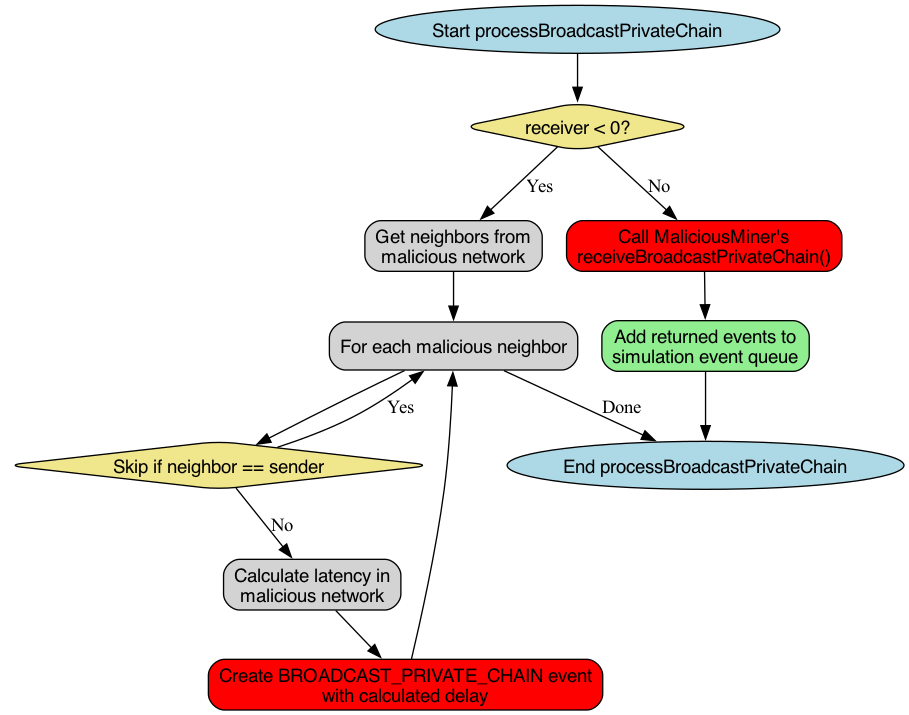 Start processBroadcastPrivateChain
receiver < 0?
Yes
No
Get neighbors from
malicious network
Call MaliciousMiner's
receiveBroadcastPrivateChain()
For each malicious neighbor
Add returned events to
simulation event queue
Yes
Done
Skip if neighbor == sender
End processBroadcastPrivateChain
No
Calculate latency in
malicious network
Create BROADCAST_PRIVATE_CHAIN event
with calculated delay